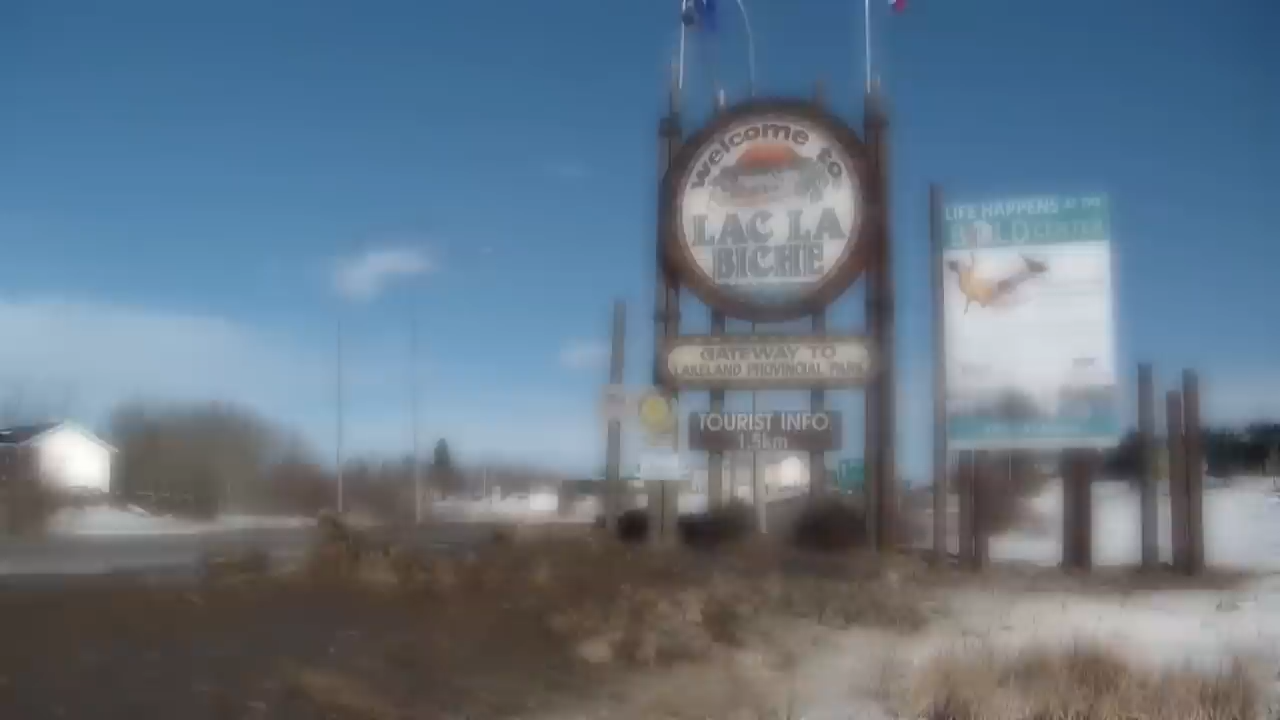 welcome to
LAC LA
BICHE
GATEWAY TO
LAKELAND PROVINCIAL PARK
TOURIST INFO.
1.5km
LIFE HAPPENS AT THE